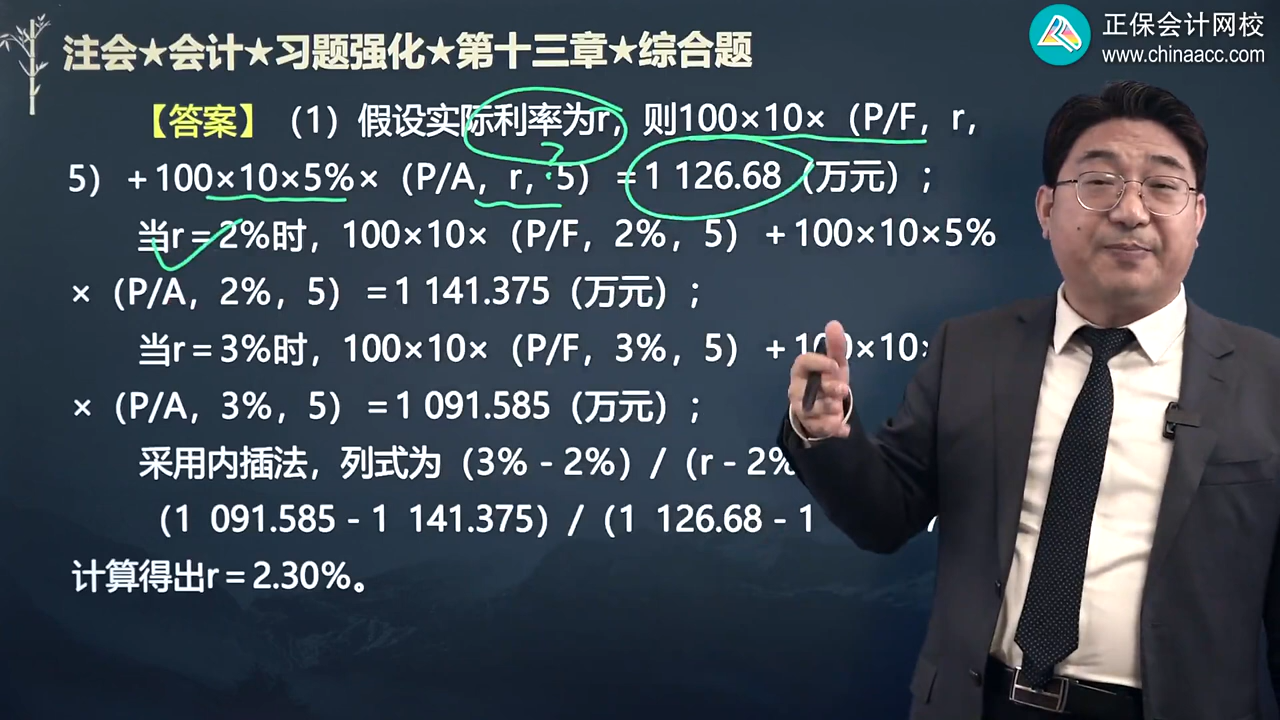 注会★会计★习题强化★第十三章★综合题
正保会计网校
www.chinaacc.com
【答案】（1）假设实际利率为r，则100×10×（P/F，r，
5）＋100×10×5%×（P/A，r，5）＝1 126.68（万元）；
当r＝2%时，100×10×（P/F，2%，5）＋100×10×5%
×（P/A，2%，5）＝1 141.375（万元）；
当r＝3%时，100×10×（P/F，3%，5）＋100×10×
×（P/A，3%，5）＝1 091.585（万元）；
采用内插法，列式为（3%－2%）/（r－2%
（1 091.585－1 141.375）/（1 126.68－1
计算得出r＝2.30%。